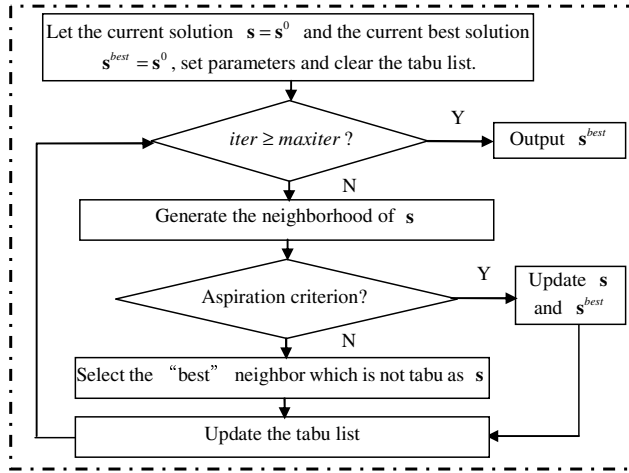 Let the current solution s = s⁰ and the current best solution
s^best = s⁰, set parameters and clear the tabu list.
iter ≥ maxiter ?
Y
Output s^best
N
Generate the neighborhood of s
Aspiration criterion?
Y
Update s
and s^best
N
Select the “best” neighbor which is not tabu as s
Update the tabu list